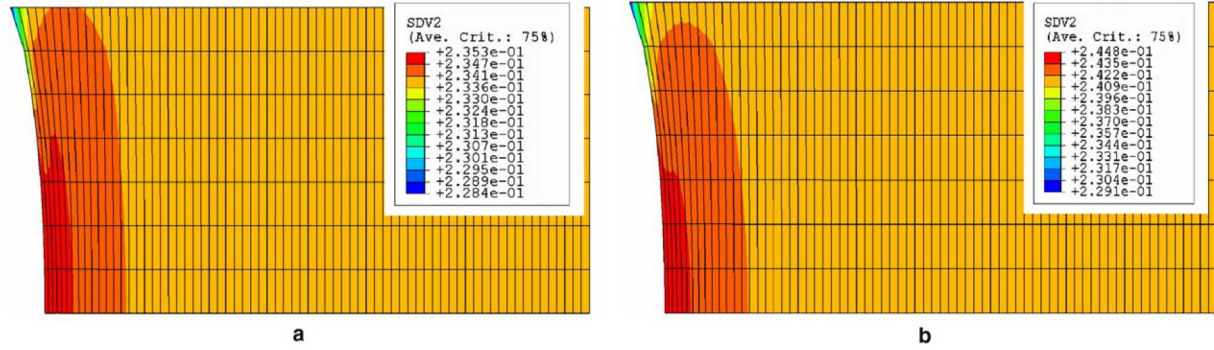 SDV2
(Ave. Crit.: 75%)
+2.353e-01
+2.347e-01
+2.341e-01
+2.336e-01
+2.330e-01
+2.324e-01
+2.318e-01
+2.313e-01
+2.307e-01
+2.301e-01
+2.295e-01
+2.289e-01
+2.284e-01
a
SDV2
(Ave. Crit.: 75%)
+2.448e-01
+2.435e-01
+2.422e-01
+2.409e-01
+2.396e-01
+2.383e-01
+2.370e-01
+2.357e-01
+2.344e-01
+2.331e-01
+2.317e-01
+2.304e-01
+2.291e-01
b